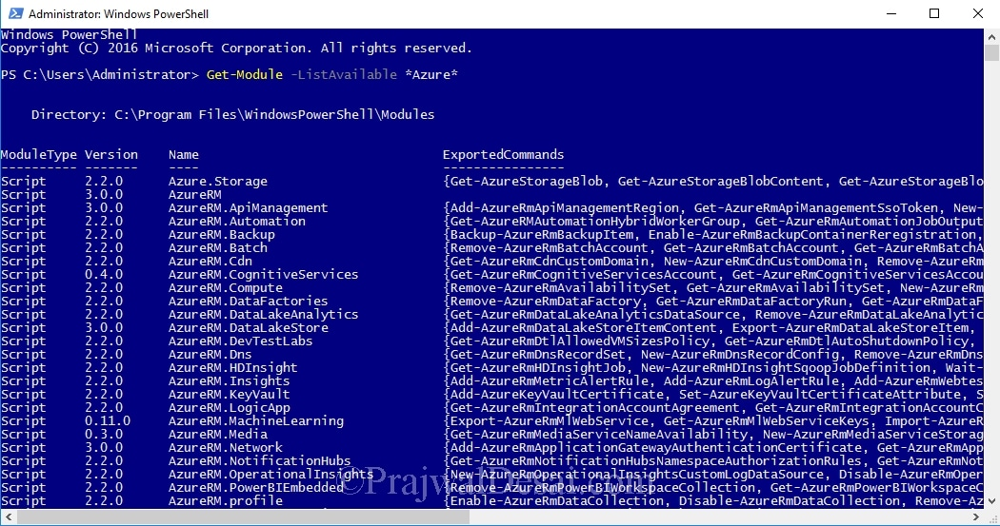 Administrator: Windows PowerShell
Windows PowerShell
Copyright (C) 2016 Microsoft Corporation. All rights reserved.
PS C:\Users\Administrator> Get-Module -ListAvailable *Azure*
Directory: C:\Program Files\WindowsPowerShell\Modules
ModuleType Version Name ExportedCommands
---------- ------- ---- ----------------
Script 2.2.0 Azure.Storage {Get-AzureStorageBlob, Get-AzureStorageBlobContent, Get-AzureStorageBlo
Script 3.0.0 AzureRM
Script 3.0.0 AzureRM.ApiManagement {Add-AzureRmApiManagementRegion, Get-AzureRmApiManagementSsoToken, New-
Script 2.2.0 AzureRM.Automation {Get-AzureRMAutomationHybridWorkerGroup, Get-AzureRmAutomationJobOutput
Script 2.2.0 AzureRM.Backup {Backup-AzureRmBackupItem, Enable-AzureRmBackupContainerReregistration,
Script 2.2.0 AzureRM.Batch {Remove-AzureRmBatchAccount, Get-AzureRmBatchAccount, Get-AzureRmBatchA
Script 2.2.0 AzureRM.Cdn {Get-AzureRmCdnCustomDomain, New-AzureRmCdnCustomDomain, Remove-AzureRm
Script 0.4.0 AzureRM.CognitiveServices {Get-AzureRmCognitiveServicesAccount, Get-AzureRmCognitiveServicesAccou
Script 2.2.0 AzureRM.Compute {Remove-AzureRmAvailabilitySet, Get-AzureRmAvailabilitySet, New-AzureRm
Script 2.2.0 AzureRM.DataFactories {Remove-AzureRmDataFactory, Get-AzureRmDataFactoryRun, Get-AzureRmDataF
Script 2.2.0 AzureRM.DataLakeAnalytics {Get-AzureRmDataLakeAnalyticsDataSource, Remove-AzureRmDataLakeAnalytic
Script 3.0.0 AzureRM.DataLakeStore {Add-AzureRmDataLakeStoreItemContent, Export-AzureRmDataLakeStoreItem,
Script 2.2.0 AzureRM.DevTestLabs {Get-AzureRmDtlAllowedVMSizesPolicy, Get-AzureRmDtlAutoShutdownPolicy,
Script 2.2.0 AzureRM.Dns {Get-AzureRmDnsRecordSet, New-AzureRmDnsRecordConfig, Remove-AzureRmDns
Script 2.2.0 AzureRM.HDInsight {Get-AzureRmHDInsightJob, New-AzureRmHDInsightSqoopJobDefinition, Wait-
Script 2.2.0 AzureRM.Insights {Add-AzureRmMetricAlertRule, Add-AzureRmLogAlertRule, Add-AzureRmWebtes
Script 2.2.0 AzureRM.KeyVault {Add-AzureKeyVaultCertificate, Set-AzureKeyVaultCertificateAttribute, S
Script 2.2.0 AzureRM.LogicApp {Get-AzureRmIntegrationAccountAgreement, Get-AzureRmIntegrationAccountC
Script 0.11.0 AzureRM.MachineLearning {Export-AzureRmMlWebService, Get-AzureRmMlWebServiceKeys, Import-AzureR
Script 0.3.0 AzureRM.Media {Get-AzureRmMediaServiceNameAvailability, New-AzureRmMediaServiceStorag
Script 3.0.0 AzureRM.Network {Add-AzureRmApplicationGatewayAuthenticationCertificate, Get-AzureRmApp
Script 2.2.0 AzureRM.NotificationHubs {Get-AzureRmNotificationHubsNamespaceAuthorizationRules, Get-AzureRmNot
Script 2.2.0 AzureRM.OperationalInsights {New-AzureRmOperationalInsightsCustomLogDataSource, Disable-AzureRmOper
Script 2.2.0 AzureRM.PowerBIEmbedded {Remove-AzureRmPowerBIWorkspaceCollection, Get-AzureRmPowerBIWorkspaceC
Script 2.2.0 AzureRM.profile {Enable-AzureRmDataCollection, Disable-AzureRmDataCollection, Remove-Az
©PrajwalDesai.com